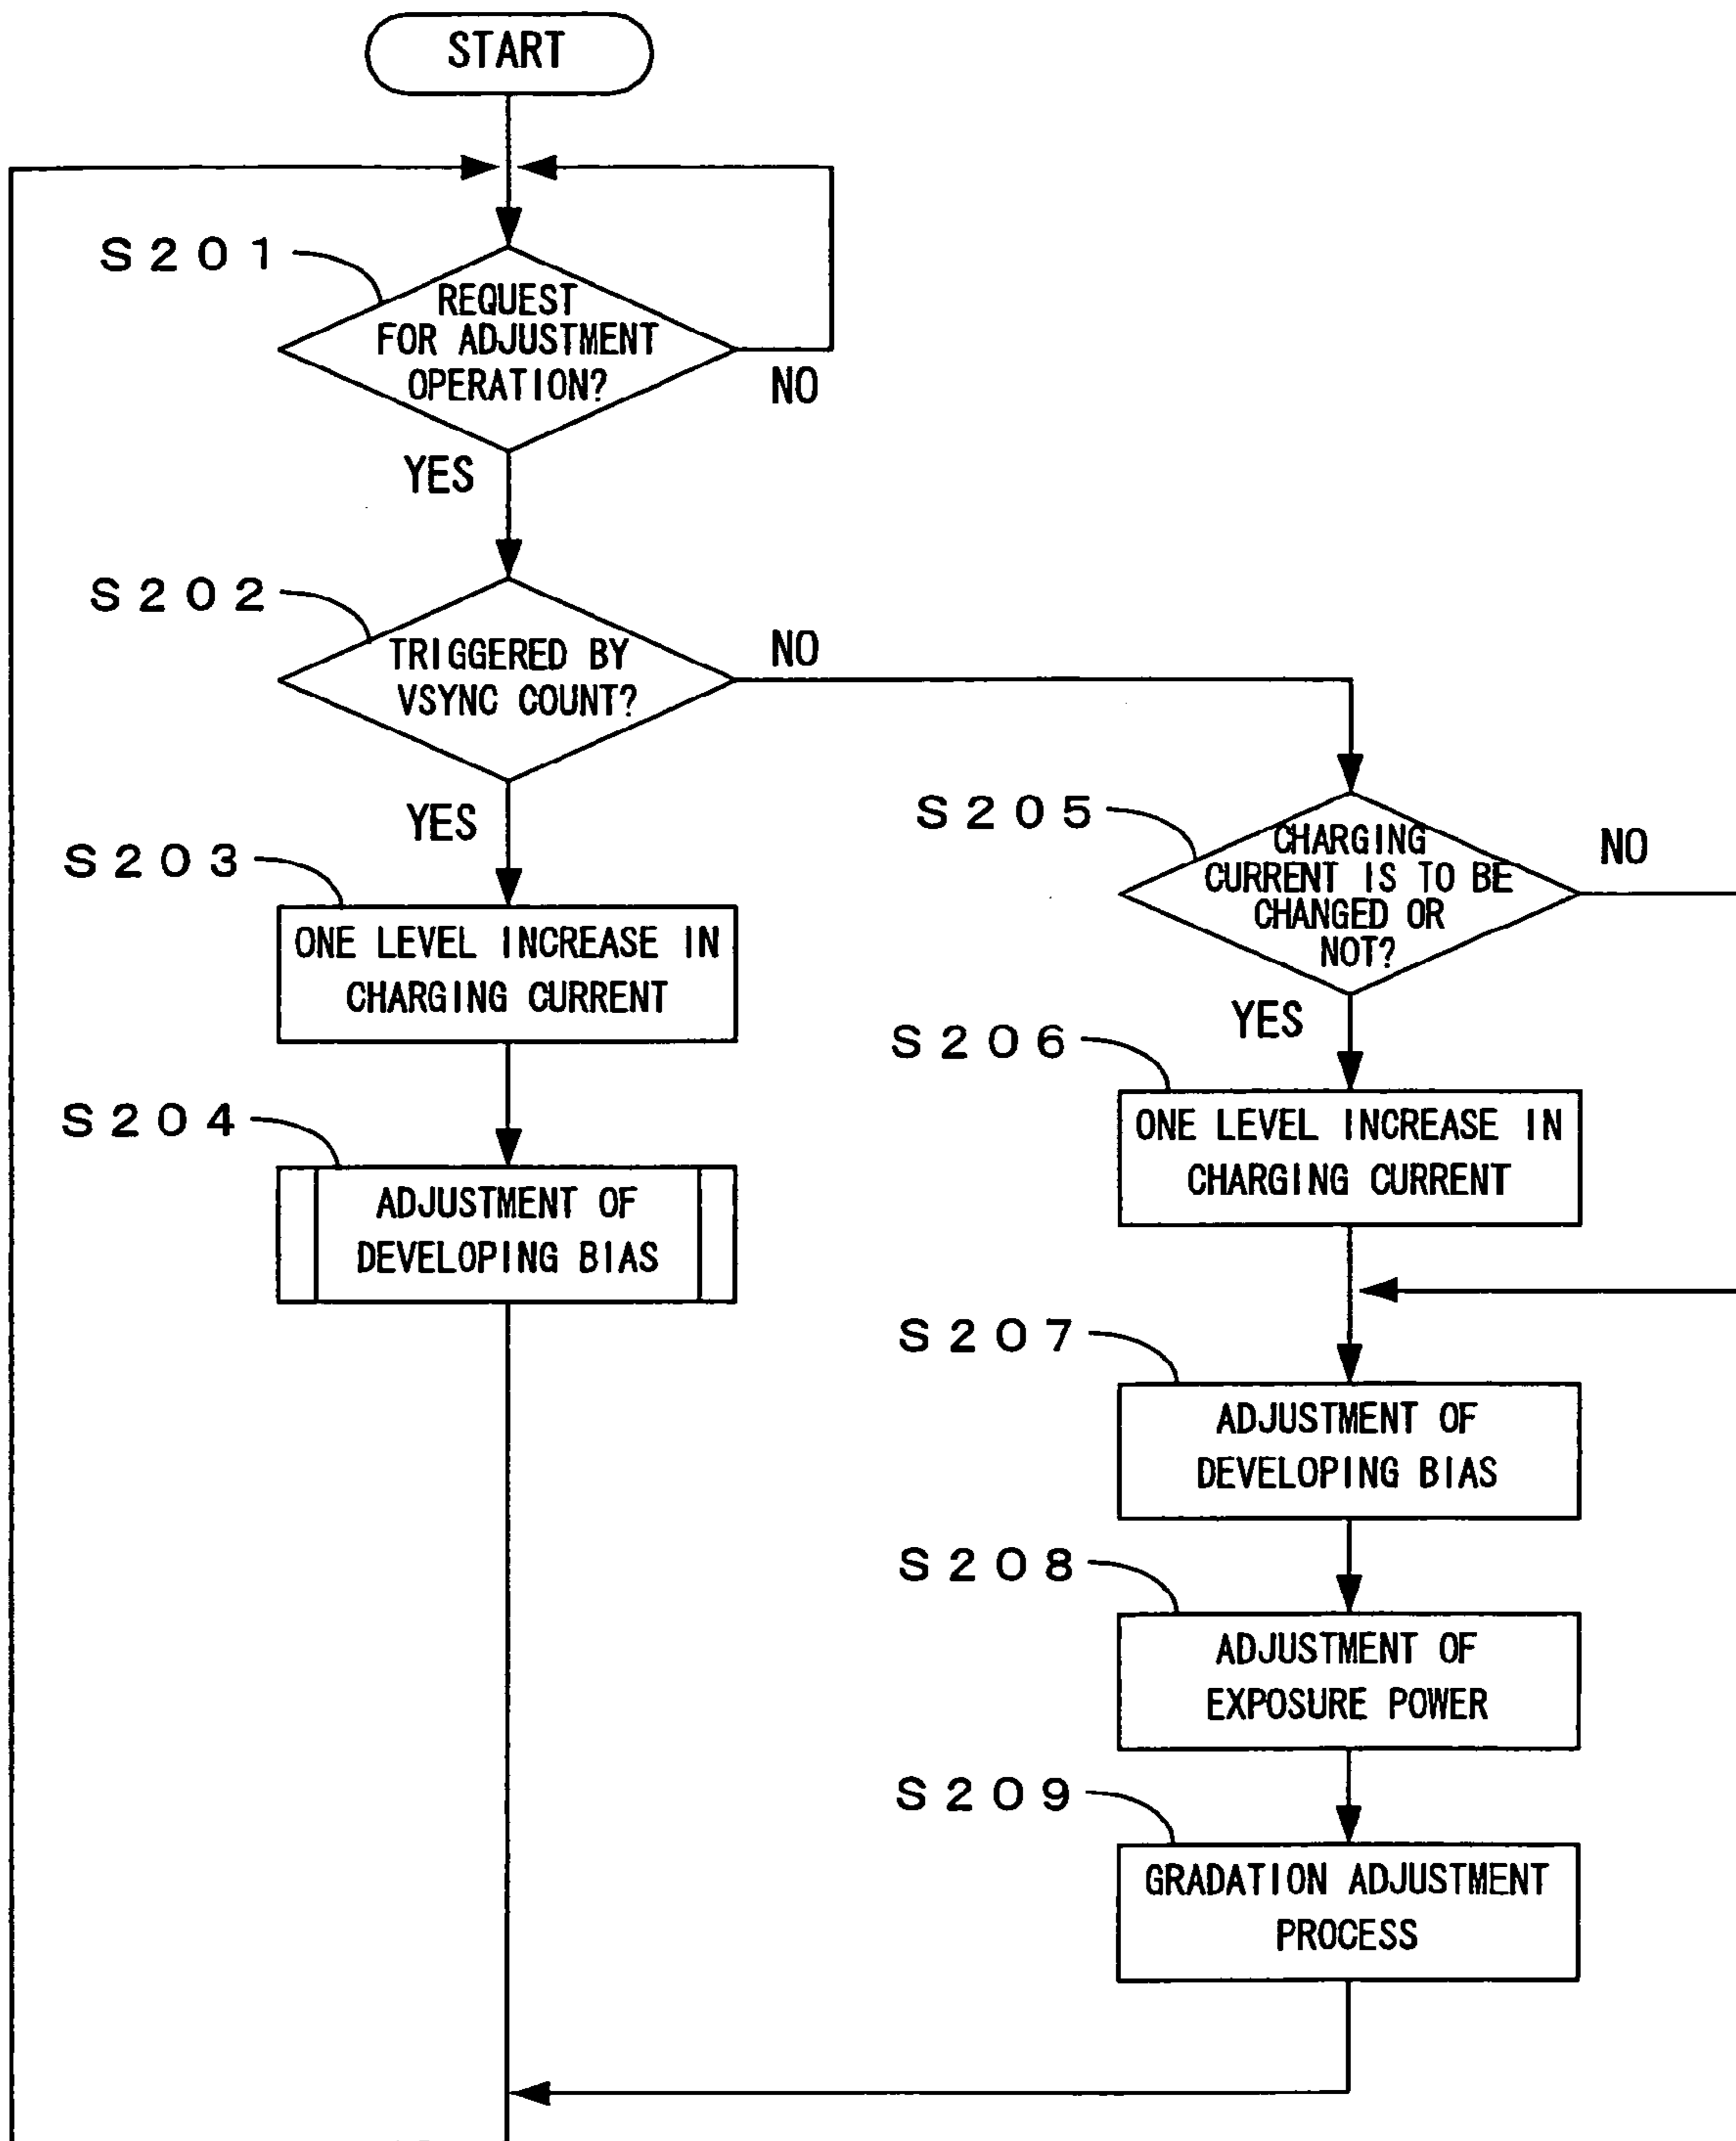 START
S201
REQUEST
FOR ADJUSTMENT
OPERATION?
NO
YES
S202
TRIGGERED BY
VSYNC COUNT?
NO
YES
S203
ONE LEVEL INCREASE IN
CHARGING CURRENT
S204
ADJUSTMENT OF
DEVELOPING BIAS
S205
CHARGING
CURRENT IS TO BE
CHANGED OR
NOT?
NO
YES
S206
ONE LEVEL INCREASE IN
CHARGING CURRENT
S207
ADJUSTMENT OF
DEVELOPING BIAS
S208
ADJUSTMENT OF
EXPOSURE POWER
S209
GRADATION ADJUSTMENT
PROCESS